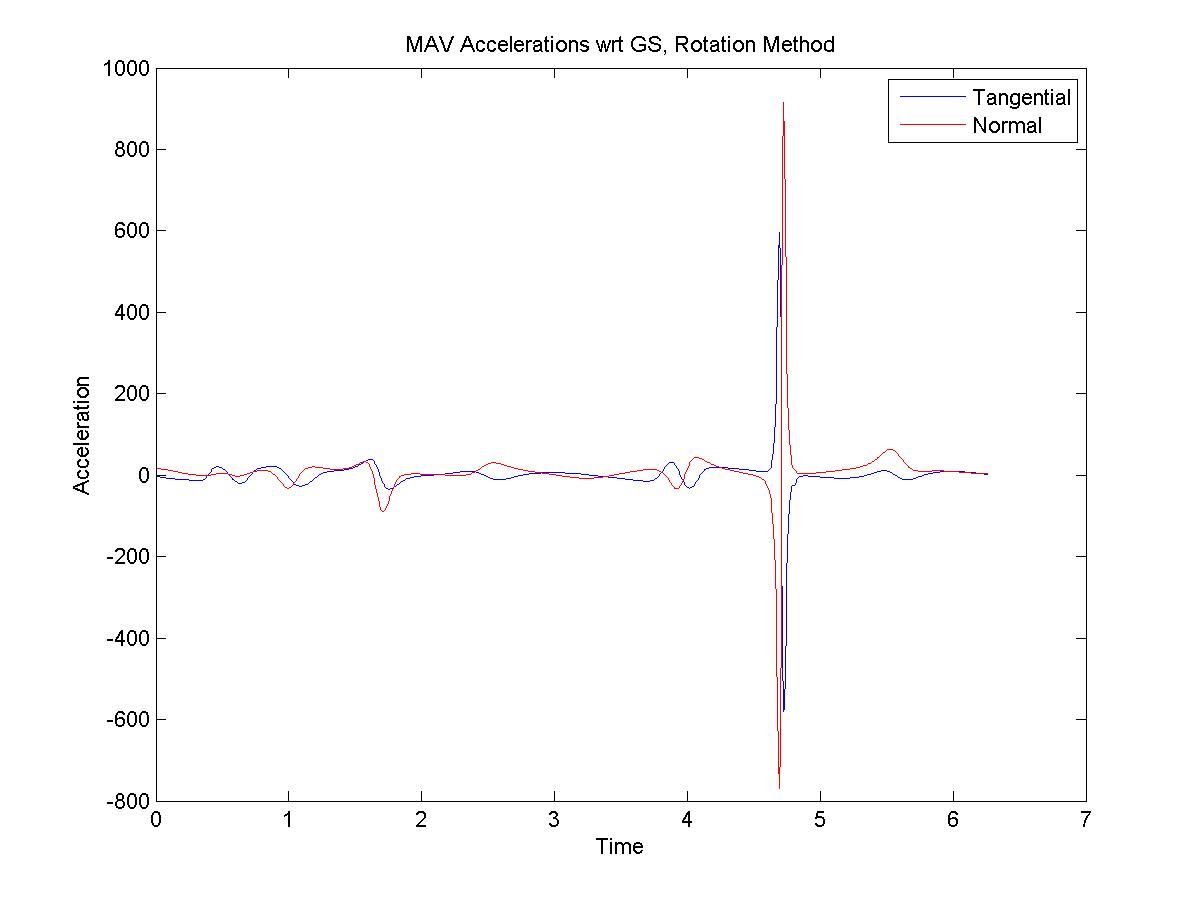 MAV Accelerations wrt GS, Rotation Method
1000
800
600
400
200
0
-200
-400
-600
-800
Acceleration
Tangential
Normal
0 1 2 3 4 5 6 7
Time